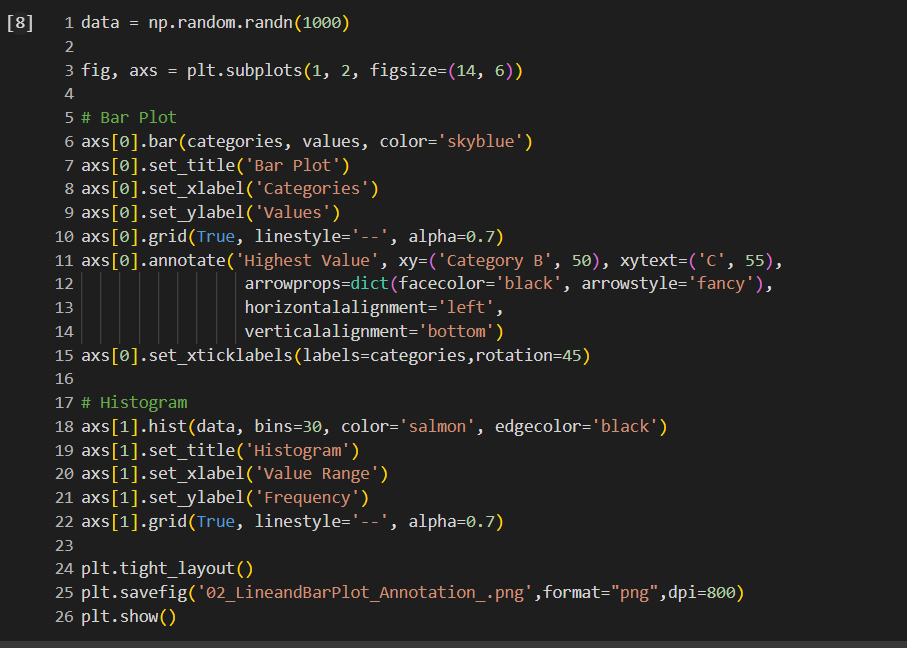 [8] 1 data = np.random.randn(1000)
2
3 fig, axs = plt.subplots(1, 2, figsize=(14, 6))
4
5 # Bar Plot
6 axs[0].bar(categories, values, color='skyblue')
7 axs[0].set_title('Bar Plot')
8 axs[0].set_xlabel('Categories')
9 axs[0].set_ylabel('Values')
10 axs[0].grid(True, linestyle='--', alpha=0.7)
11 axs[0].annotate('Highest Value', xy=('Category B', 50), xytext=('C', 55),
12                 arrowprops=dict(facecolor='black', arrowstyle='fancy'),
13                 horizontalalignment='left',
14                 verticalalignment='bottom')
15 axs[0].set_xticklabels(labels=categories,rotation=45)
16
17 # Histogram
18 axs[1].hist(data, bins=30, color='salmon', edgecolor='black')
19 axs[1].set_title('Histogram')
20 axs[1].set_xlabel('Value Range')
21 axs[1].set_ylabel('Frequency')
22 axs[1].grid(True, linestyle='--', alpha=0.7)
23
24 plt.tight_layout()
25 plt.savefig('02_LineandBarPlot_Annotation_.png',format="png",dpi=800)
26 plt.show()